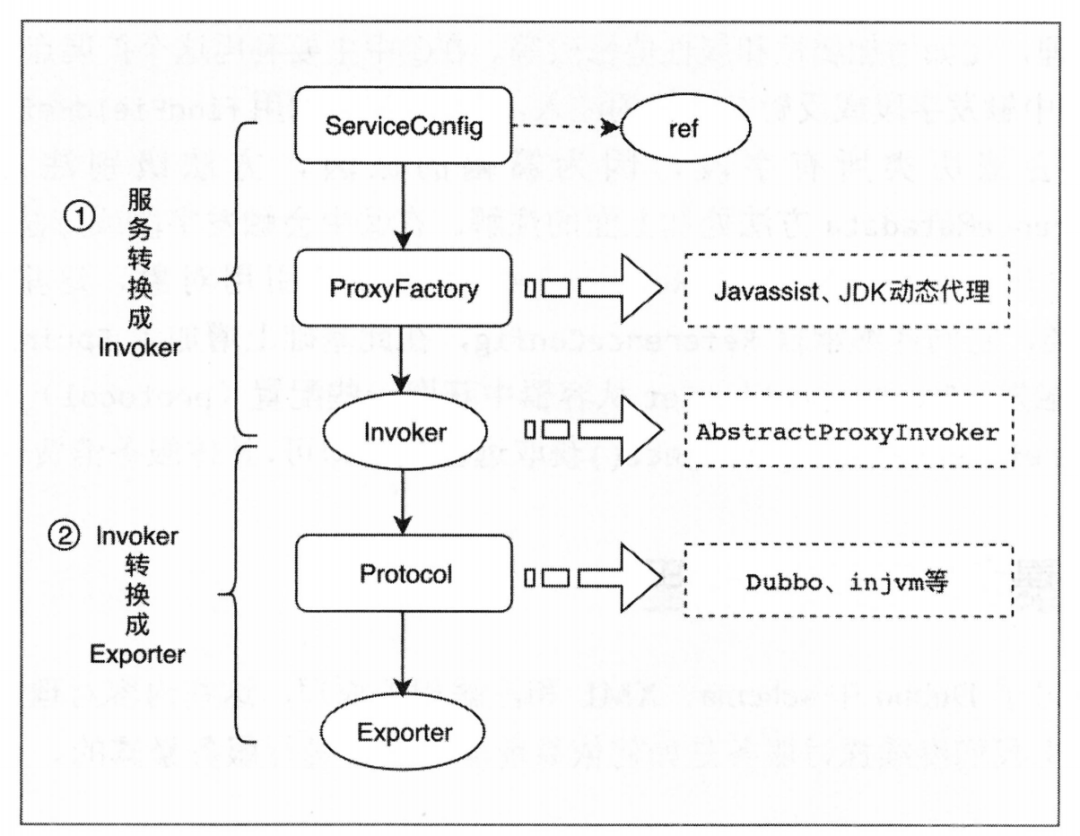 ServiceConfig
ref
① 服务转换成
Invoker
ProxyFactory
Javassist、JDK动态代理
Invoker
AbstractProxyInvoker
② Invoker
转换成
Exporter
Protocol
Dubbo、injvm等
Exporter